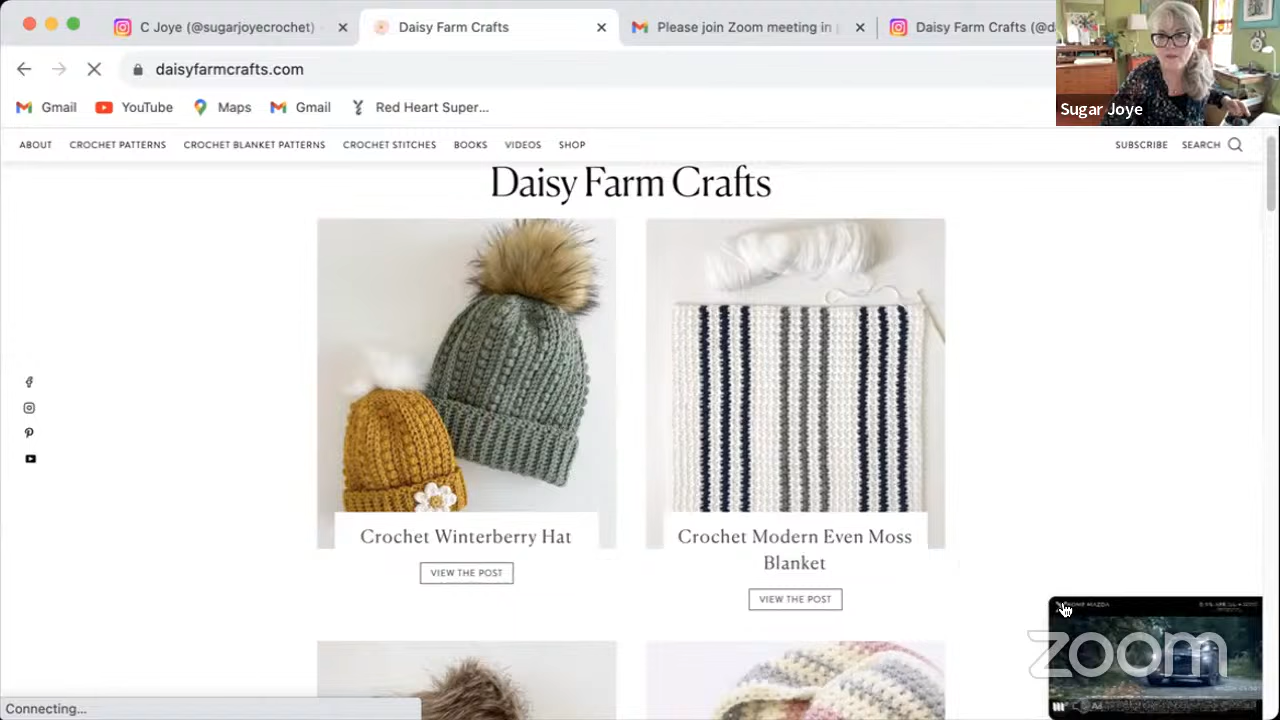 C Joye (@sugarjoyecrochet)
Daisy Farm Crafts
Please join Zoom meeting in
Daisy Farm Crafts (@d
daisyfarmcrafts.com
Gmail
YouTube
Maps
Gmail
Red Heart Super...
Sugar Joye
ABOUT
CROCHET PATTERNS
CROCHET BLANKET PATTERNS
CROCHET STITCHES
BOOKS
VIDEOS
SHOP
SUBSCRIBE
SEARCH
Daisy Farm Crafts
Crochet Winterberry Hat
VIEW THE POST
Crochet Modern Even Moss
Blanket
VIEW THE POST
zoom
Connecting...